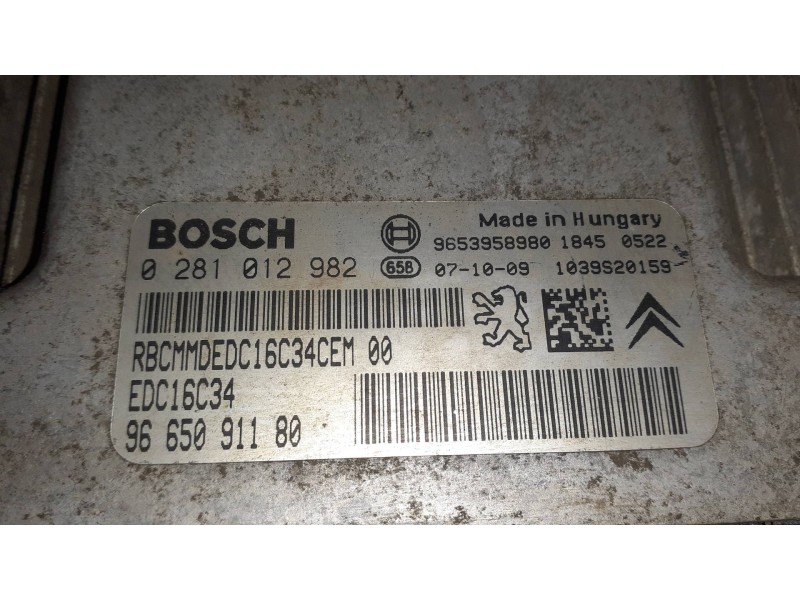 BOSCH
Made in Hungary
9653958980 1845 0522
0 281 012 982 658 07-10-09 1039S20159
RBCMMDEDC16C34CEM 00
EDC16C34
96 650 911 80